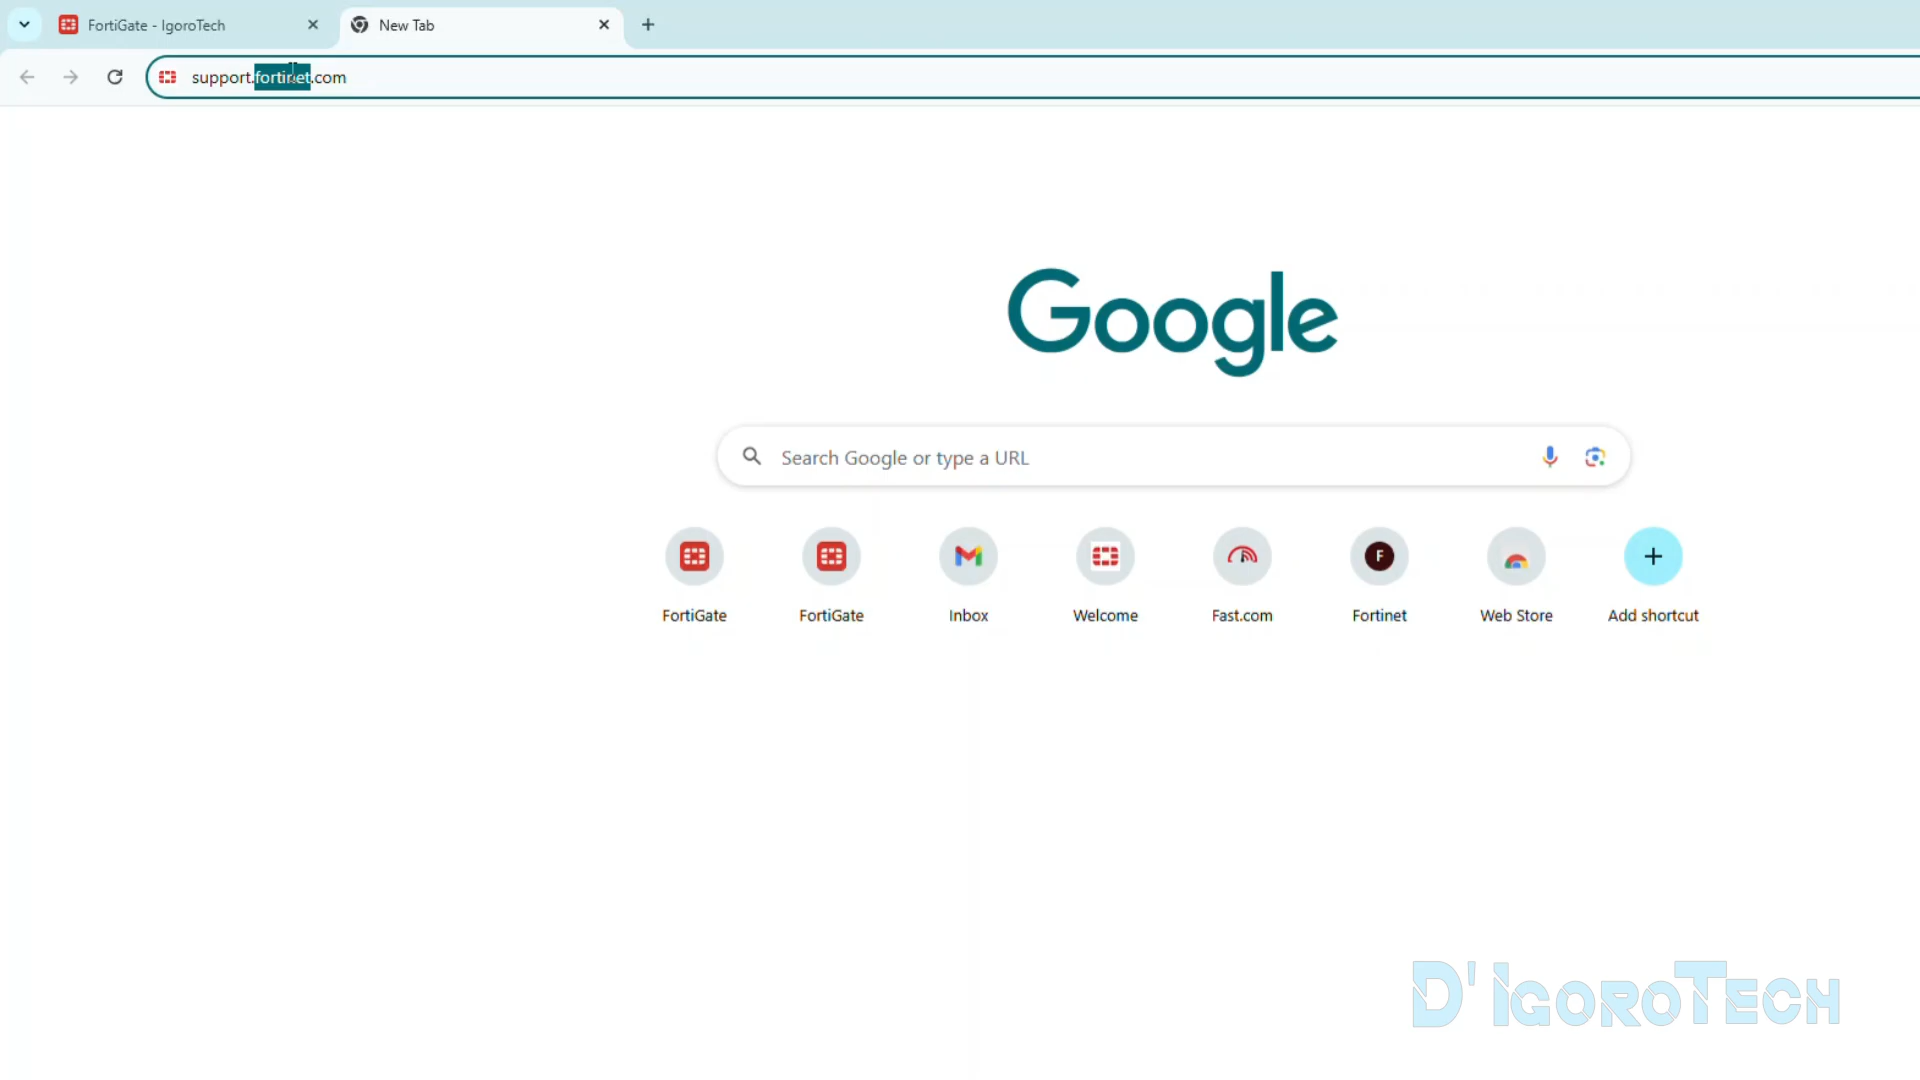 FortiGate - IgoroTech
New Tab
support.fortinet.com
Google
Search Google or type a URL
FortiGate
FortiGate
Inbox
Welcome
Fast.com
F
Fortinet
Web Store
Add shortcut
D'IGOROTECH